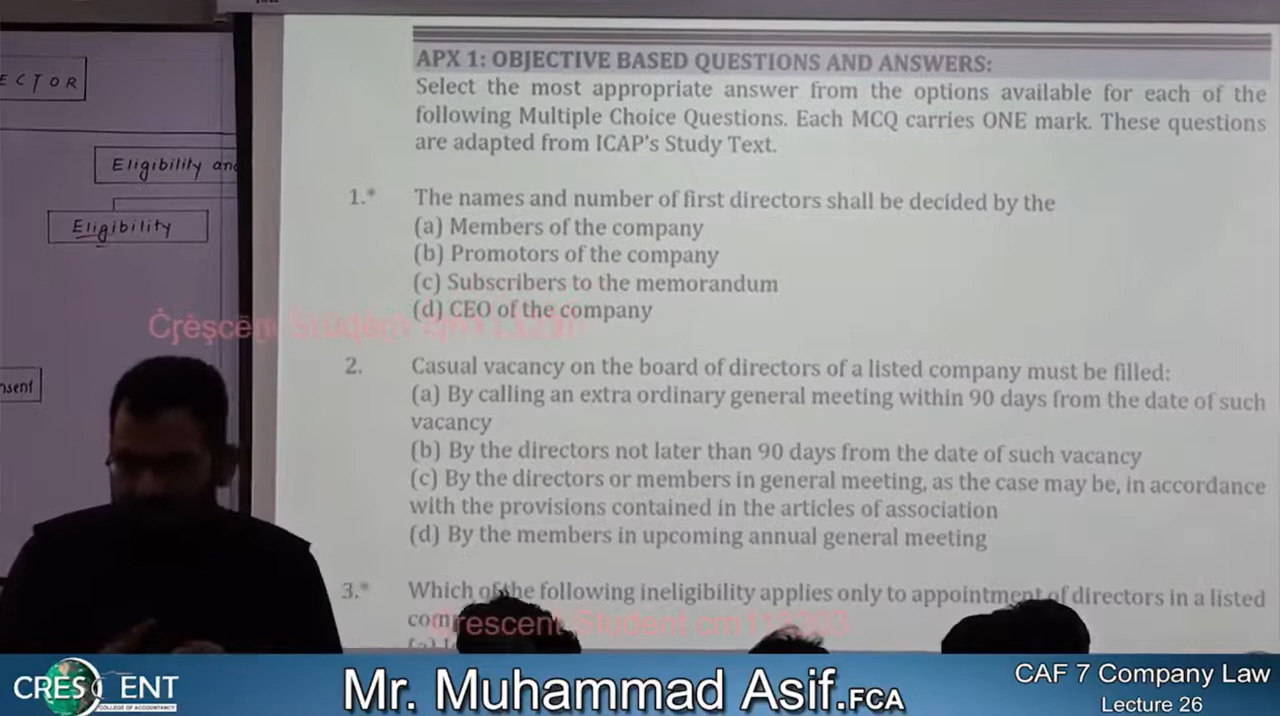 ECTOR
Eligibility and
Eligibility
nsent
APX 1: OBJECTIVE BASED QUESTIONS AND ANSWERS:
Select the most appropriate answer from the options available for each of the
following Multiple Choice Questions. Each MCQ carries ONE mark. These questions
are adapted from ICAP's Study Text.
1.* The names and number of first directors shall be decided by the
(a) Members of the company
(b) Promotors of the company
(c) Subscribers to the memorandum
(d) CEO of the company
2. Casual vacancy on the board of directors of a listed company must be filled:
(a) By calling an extra ordinary general meeting within 90 days from the date of such
vacancy
(b) By the directors not later than 90 days from the date of such vacancy
(c) By the directors or members in general meeting, as the case may be, in accordance
with the provisions contained in the articles of association
(d) By the members in upcoming annual general meeting
3.* Which of the following ineligibility applies only to appointment of directors in a listed
com
Crescent Student
Crescent Student cm113203
CRESCENT
COLLEGE OF ACCOUNTANCY
Mr. Muhammad Asif.FCA
CAF 7 Company Law
Lecture 26